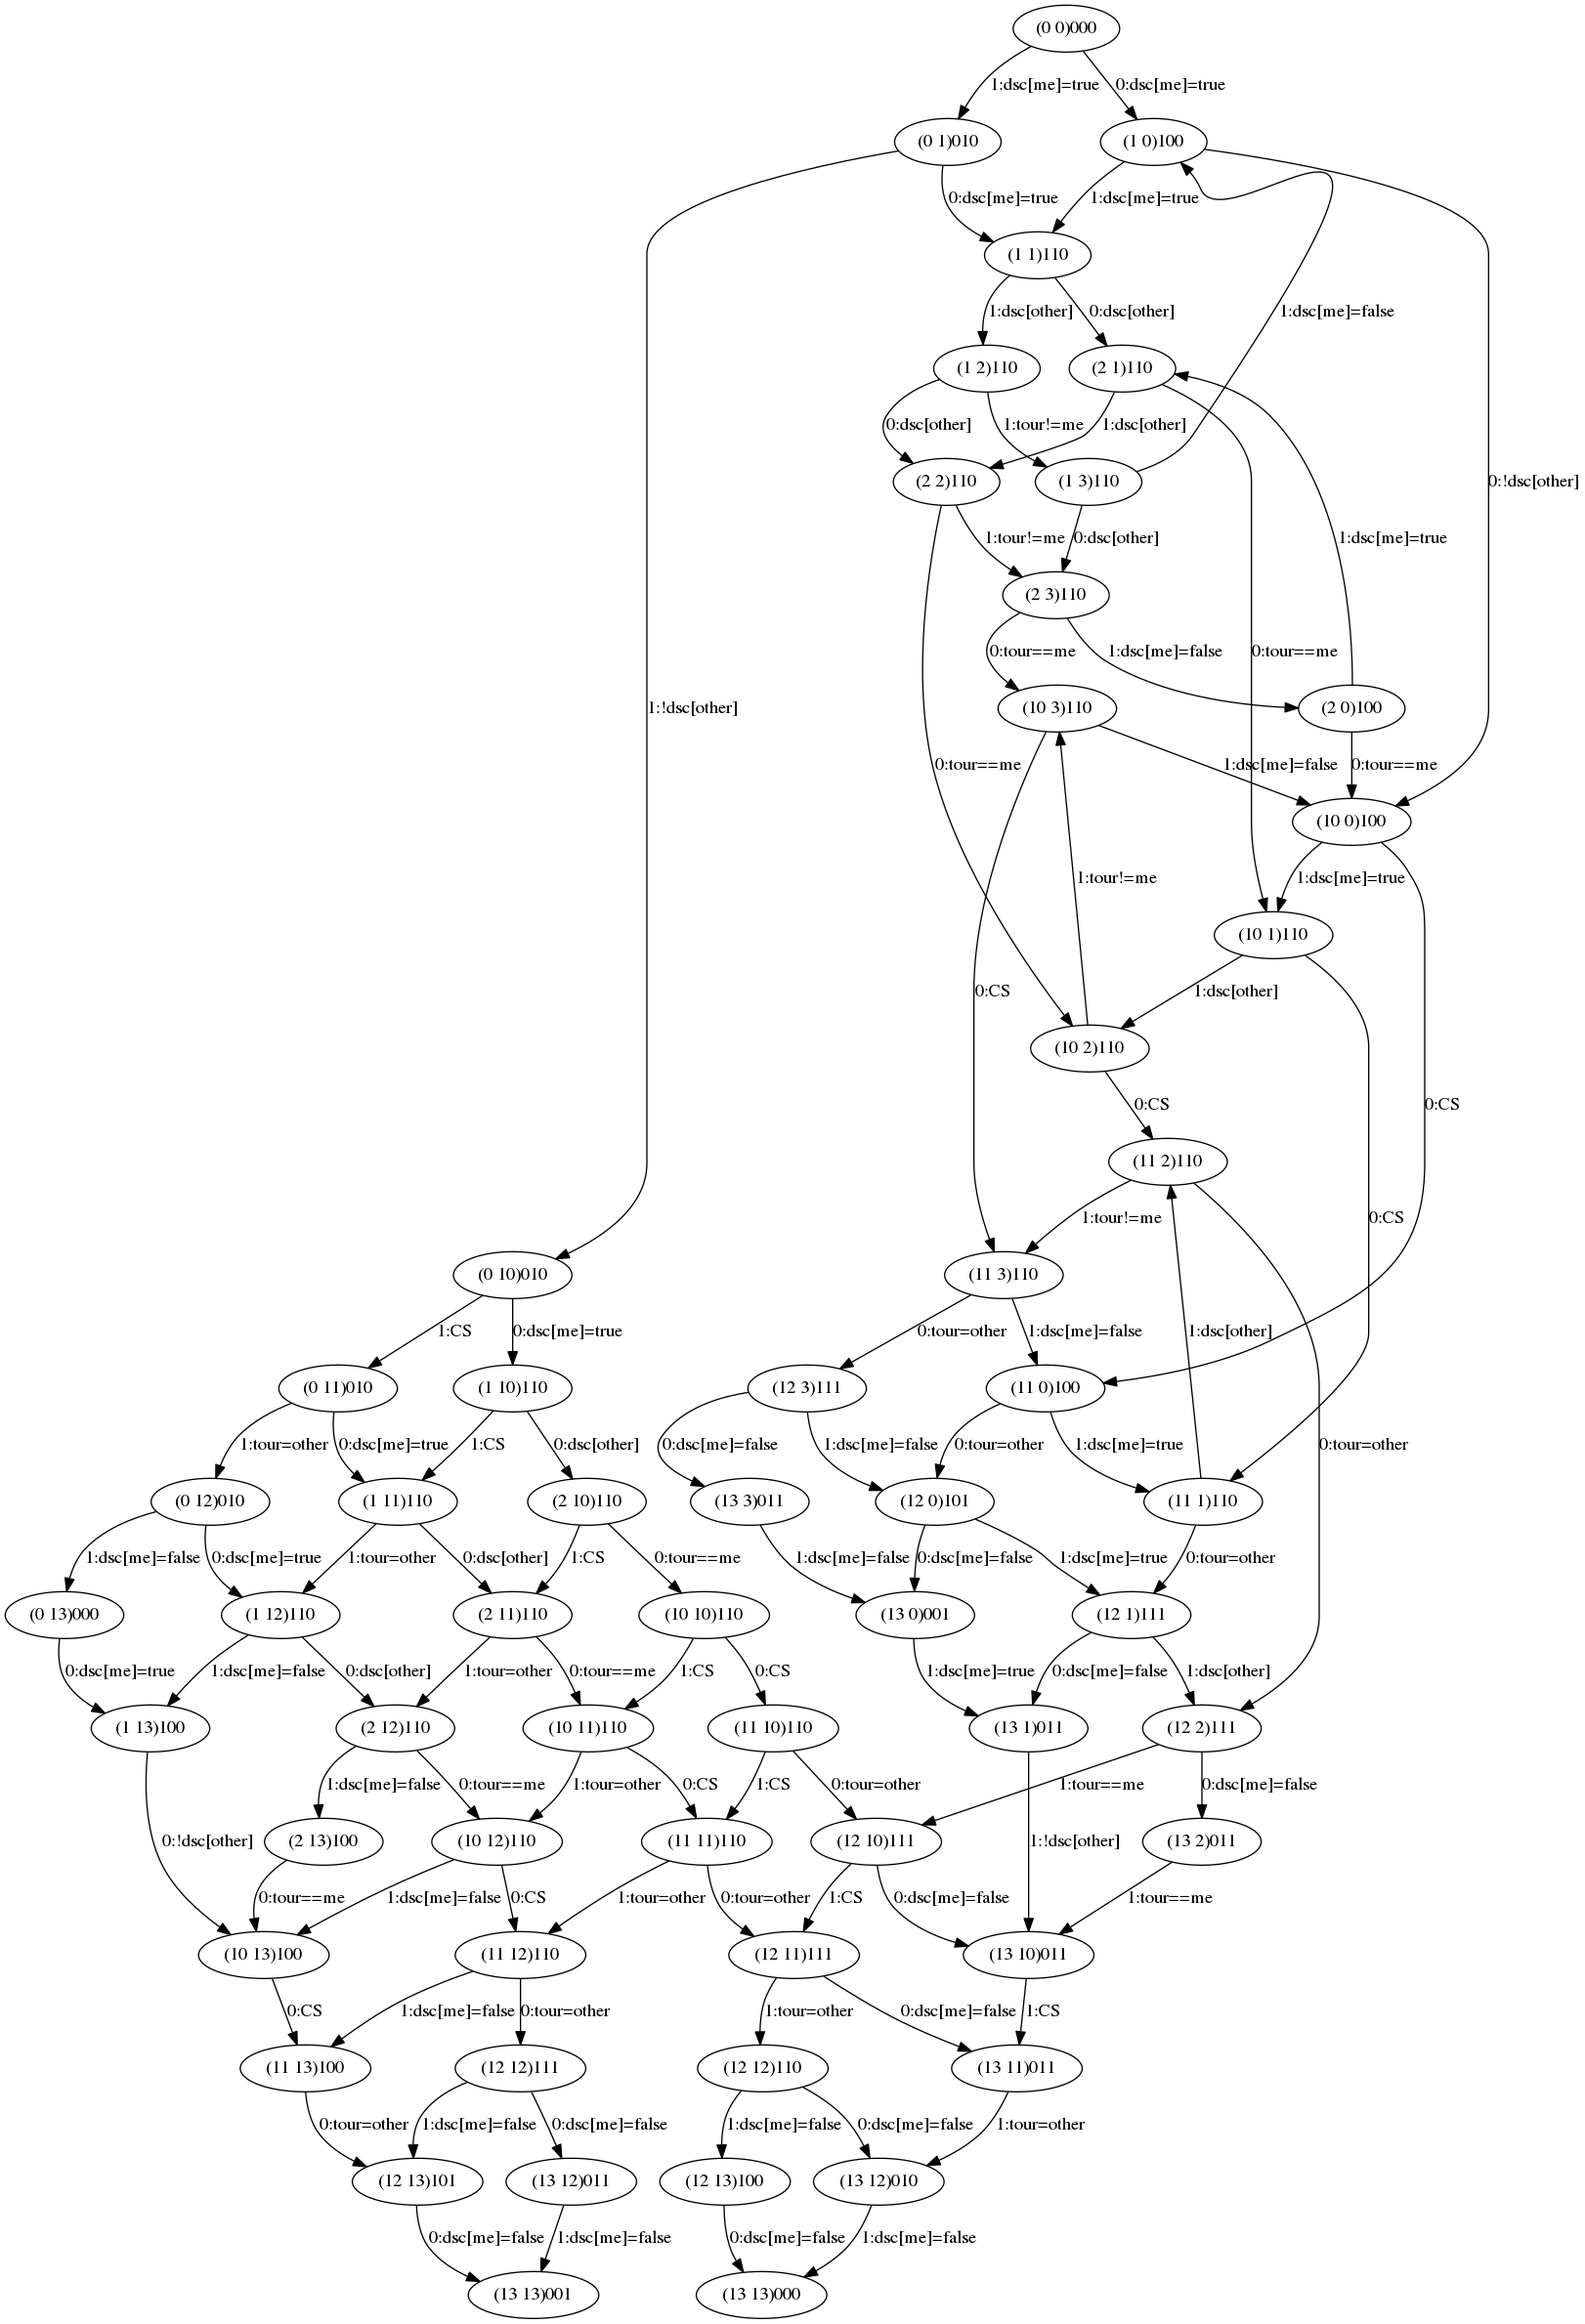 (0 0)000
1:dsc[me]=true 0:dsc[me]=true
(0 1)010 (1 0)100
0:dsc[me]=true 1:dsc[me]=true
(1 1)110
1:dsc[other] 0:dsc[other] 1:dsc[me]=false
(1 2)110 (2 1)110
0:dsc[other] 1:tour!=me 1:dsc[other]
(2 2)110 (1 3)110 0:!dsc[other]
1:tour!=me 0:dsc[other] 1:dsc[me]=true
(2 3)110
0:tour==me 1:dsc[me]=false 0:tour==me
1:!dsc[other] (10 3)110 (2 0)100
0:tour==me 1:dsc[me]=false 0:tour==me
(10 0)100
1:tour!=me 1:dsc[me]=true
(10 1)110
0:CS 1:dsc[other]
(10 2)110
0:CS 0:CS
(11 2)110
1:tour!=me 0:CS
(0 10)010 (11 3)110
1:CS 0:dsc[me]=true 0:tour=other 1:dsc[me]=false 1:dsc[other]
(0 11)010 (1 10)110 (12 3)111 (11 0)100
1:tour=other 0:dsc[me]=true 1:CS 0:dsc[other] 0:dsc[me]=false 1:dsc[me]=false 0:tour=other 1:dsc[me]=true 0:tour=other
(0 12)010 (1 11)110 (2 10)110 (13 3)011 (12 0)101 (11 1)110
1:dsc[me]=false 0:dsc[me]=true 1:tour=other 0:dsc[other] 1:CS 0:tour==me 1:dsc[me]=false 0:dsc[me]=false 1:dsc[me]=true 0:tour=other
(0 13)000 (1 12)110 (2 11)110 (10 10)110 (13 0)001 (12 1)111
0:dsc[me]=true 1:dsc[me]=false 0:dsc[other] 1:tour=other 0:tour==me 1:CS 0:CS 1:dsc[me]=true 0:dsc[me]=false 1:dsc[other]
(1 13)100 (2 12)110 (10 11)110 (11 10)110 (13 1)011 (12 2)111
1:dsc[me]=false 0:tour==me 1:tour=other 0:CS 1:CS 0:tour=other 1:tour==me 0:dsc[me]=false
0:!dsc[other] (2 13)100 (10 12)110 (11 11)110 (12 10)111 1:!dsc[other] (13 2)011
0:tour==me 1:dsc[me]=false 0:CS 1:tour=other 0:tour=other 1:CS 0:dsc[me]=false 1:tour==me
(10 13)100 (11 12)110 (12 11)111 (13 10)011
0:CS 1:dsc[me]=false 0:tour=other 1:tour=other 0:dsc[me]=false 1:CS
(11 13)100 (12 12)111 (12 12)110 (13 11)011
0:tour=other 1:dsc[me]=false 0:dsc[me]=false 1:dsc[me]=false 0:dsc[me]=false 1:tour=other
(12 13)101 (13 12)011 (12 13)100 (13 12)010
0:dsc[me]=false 1:dsc[me]=false 0:dsc[me]=false 1:dsc[me]=false
(13 13)001 (13 13)000